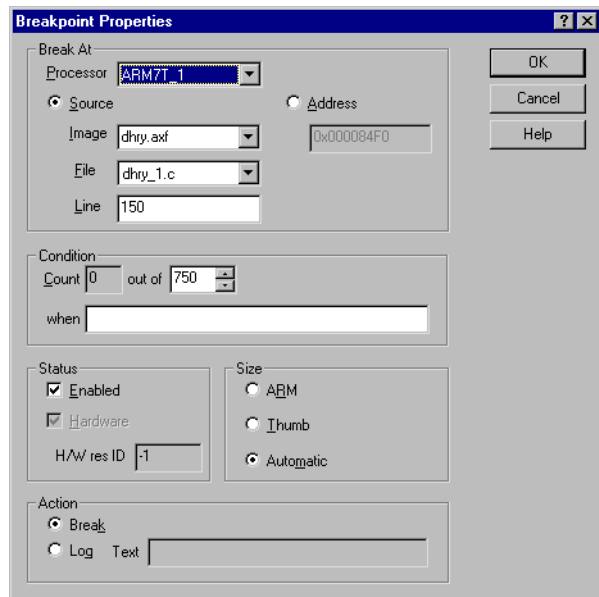 Breakpoint Properties
Break At
Processor ARM7T_1
OK
Source
Address
Cancel
Image dhry.axf
0x000084F0
Help
File dhry_1.c
Line 150
Condition
Count 0 out of 750
when
Status
Size
Enabled
ARM
Hardware
Thumb
H/W res ID -1
Automatic
Action
Break
Log Text